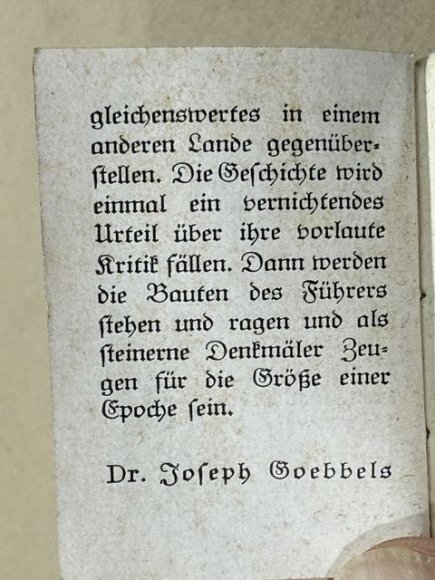 gleichenswertes in einem
anderen Lande gegenüber-
stellen. Die Geschichte wird
einmal ein vernichtendes
Urteil über ihre vorlaute
Kritik fällen. Dann werden
die Bauten des Führers
stehen und ragen und als
steinerne Denkmäler Zeu-
gen für die Größe einer
Epoche sein.
Dr. Joseph Goebbels